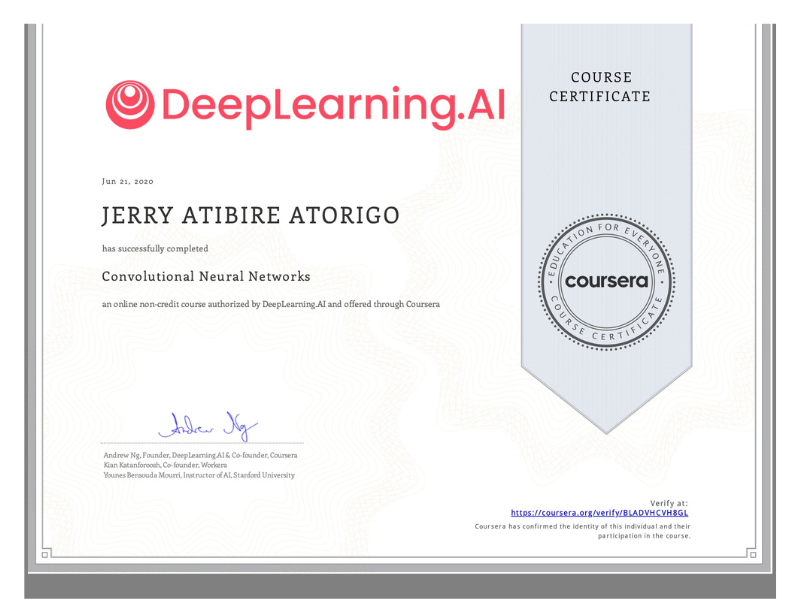 DeepLearning.AI
COURSE
CERTIFICATE
Jun 21, 2020
JERRY ATIBIRE ATORIGO
has successfully completed
Convolutional Neural Networks
an online non-credit course authorized by DeepLearning.AI and offered through Coursera
EDUCATION FOR EVERYONE
coursera
COURSE CERTIFICATE
Andrew Ng
Andrew Ng, Founder, DeepLearning.AI & Co-founder, Coursera
Kian Katanforoosh, Co-founder, Workera
Younes Bensouda Mourri, Instructor of AI, Stanford University
Verify at:
https://coursera.org/verify/BLADVHCVH8GL
Coursera has confirmed the identity of this individual and their
participation in the course.